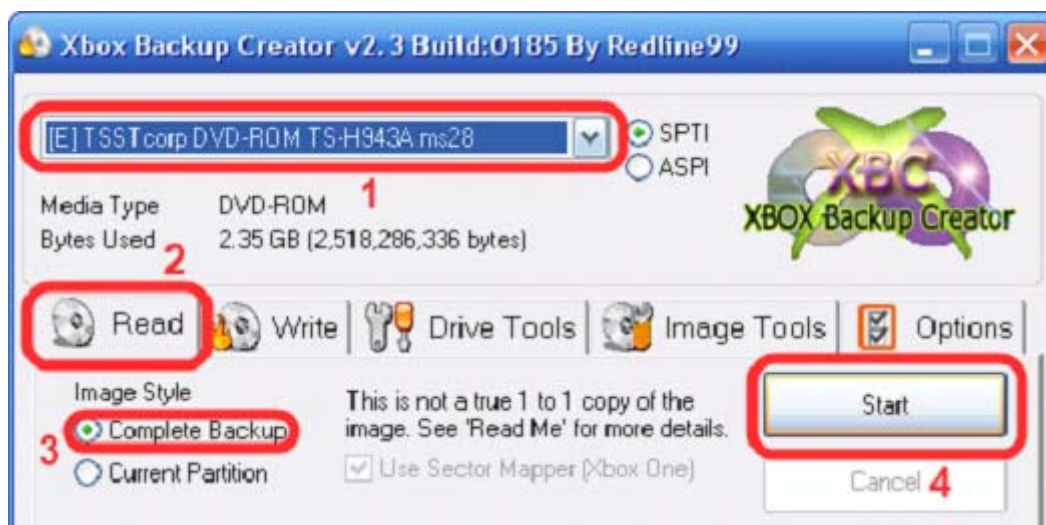 Xbox Backup Creator v2.3 Build:0185 By Redline99
[E] TSSTcorp DVD-ROM TS-H943A ms28
SPTI
ASPI
1
Media Type DVD-ROM
Bytes Used 2.35 GB (2,518,286,336 bytes)
XBC
XBOX Backup Creator
2
Read Write Drive Tools Image Tools Options
Image Style
3 Complete Backup
Current Partition
This is not a true 1 to 1 copy of the
image. See 'Read Me' for more details.
Use Sector Mapper (Xbox One)
Start
Cancel 4